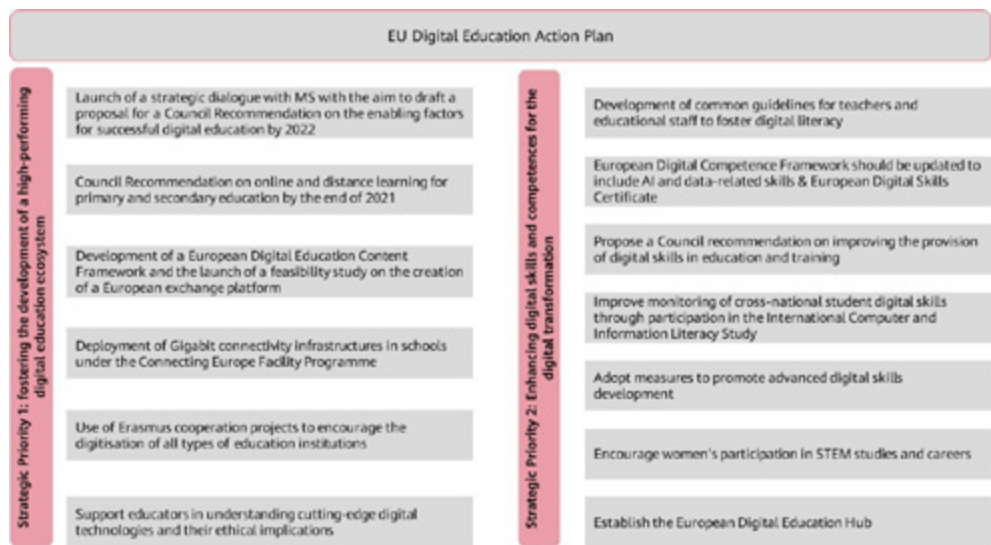 EU Digital Education Action Plan
Strategic Priority 1: fostering the development of a high-performing
digital education ecosystem
Launch of a strategic dialogue with MS with the aim to draft a
proposal for a Council Recommendation on the enabling factors
for successful digital education by 2022
Council Recommendation on online and distance learning for
primary and secondary education by the end of 2021
Development of a European Digital Education Content
Framework and the launch of a feasibility study on the creation
of a European exchange platform
Deployment of Gigabit connectivity infrastructures in schools
under the Connecting Europe Facility Programme
Use of Erasmus cooperation projects to encourage the
digitisation of all types of education institutions
Support educators in understanding cutting-edge digital
technologies and their ethical implications
Strategic Priority 2: Enhancing digital skills and competences for the
digital transformation
Development of common guidelines for teachers and
educational staff to foster digital literacy
European Digital Competence Framework should be updated to
include AI and data-related skills & European Digital Skills
Certificate
Propose a Council recommendation on improving the provision
of digital skills in education and training
Improve monitoring of cross-national student digital skills
through participation in the International Computer and
Information Literacy Study
Adopt measures to promote advanced digital skills
development
Encourage women's participation in STEM studies and careers
Establish the European Digital Education Hub